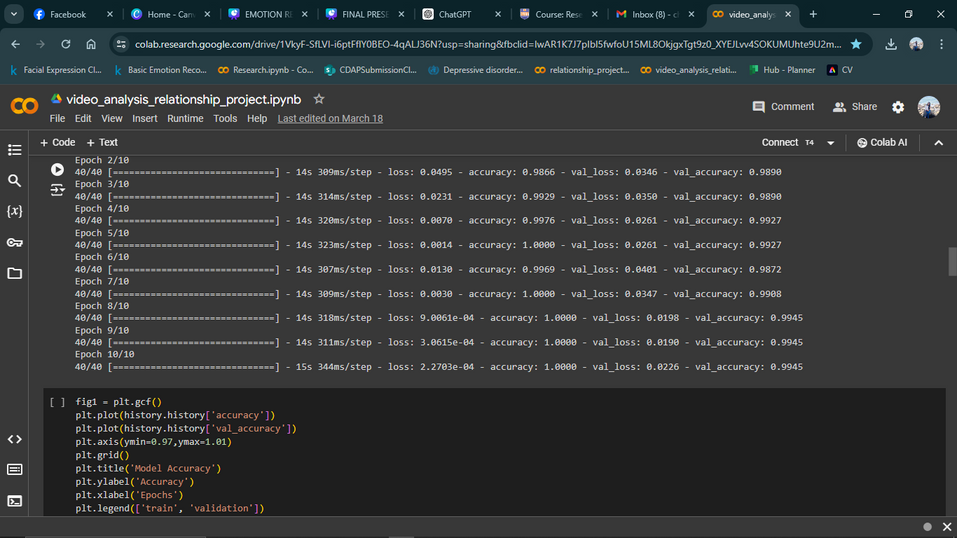 Facebook
Home - Can
EMOTION RE
FINAL PRESE
ChatGPT
Course: Rese
Inbox (8) - c
video_analys
colab.research.google.com/drive/1VkyF-SfLVI-i6ptFflY0BEO-4qALJ36N?usp=sharing&fbclid=IwAR1K7J7pIbI5fwfoU15ML8OkjgxTgt9z0_XYEJLvv4SOKUMUhte9U2m...
Facial Expression Cl...
Basic Emotion Reco...
Research.ipynb - Co...
CDAPSubmissionCl...
Depressive disorder...
relationship_project...
video_analysis_relati...
Hub - Planner
CV
video_analysis_relationship_project.ipynb
Comment
Share
File Edit View Insert Runtime Tools Help Last edited on March 18
+ Code + Text
Connect T4
Colab AI
Epoch 2/10
40/40 [==============================] - 14s 309ms/step - loss: 0.0495 - accuracy: 0.9866 - val_loss: 0.0346 - val_accuracy: 0.9890
Epoch 3/10
40/40 [==============================] - 14s 314ms/step - loss: 0.0231 - accuracy: 0.9929 - val_loss: 0.0350 - val_accuracy: 0.9890
Epoch 4/10
40/40 [==============================] - 14s 320ms/step - loss: 0.0070 - accuracy: 0.9976 - val_loss: 0.0261 - val_accuracy: 0.9927
Epoch 5/10
40/40 [==============================] - 14s 323ms/step - loss: 0.0014 - accuracy: 1.0000 - val_loss: 0.0261 - val_accuracy: 0.9927
Epoch 6/10
40/40 [==============================] - 14s 307ms/step - loss: 0.0130 - accuracy: 0.9969 - val_loss: 0.0401 - val_accuracy: 0.9872
Epoch 7/10
40/40 [==============================] - 14s 309ms/step - loss: 0.0030 - accuracy: 1.0000 - val_loss: 0.0347 - val_accuracy: 0.9908
Epoch 8/10
40/40 [==============================] - 14s 318ms/step - loss: 9.0061e-04 - accuracy: 1.0000 - val_loss: 0.0198 - val_accuracy: 0.9945
Epoch 9/10
40/40 [==============================] - 14s 311ms/step - loss: 3.0615e-04 - accuracy: 1.0000 - val_loss: 0.0190 - val_accuracy: 0.9945
Epoch 10/10
40/40 [==============================] - 15s 344ms/step - loss: 2.2703e-04 - accuracy: 1.0000 - val_loss: 0.0226 - val_accuracy: 0.9945
[ ] fig1 = plt.gcf()
plt.plot(history.history['accuracy'])
plt.plot(history.history['val_accuracy'])
plt.axis(ymin=0.97,ymax=1.01)
plt.grid()
plt.title('Model Accuracy')
plt.ylabel('Accuracy')
plt.xlabel('Epochs')
plt.legend(['train', 'validation'])